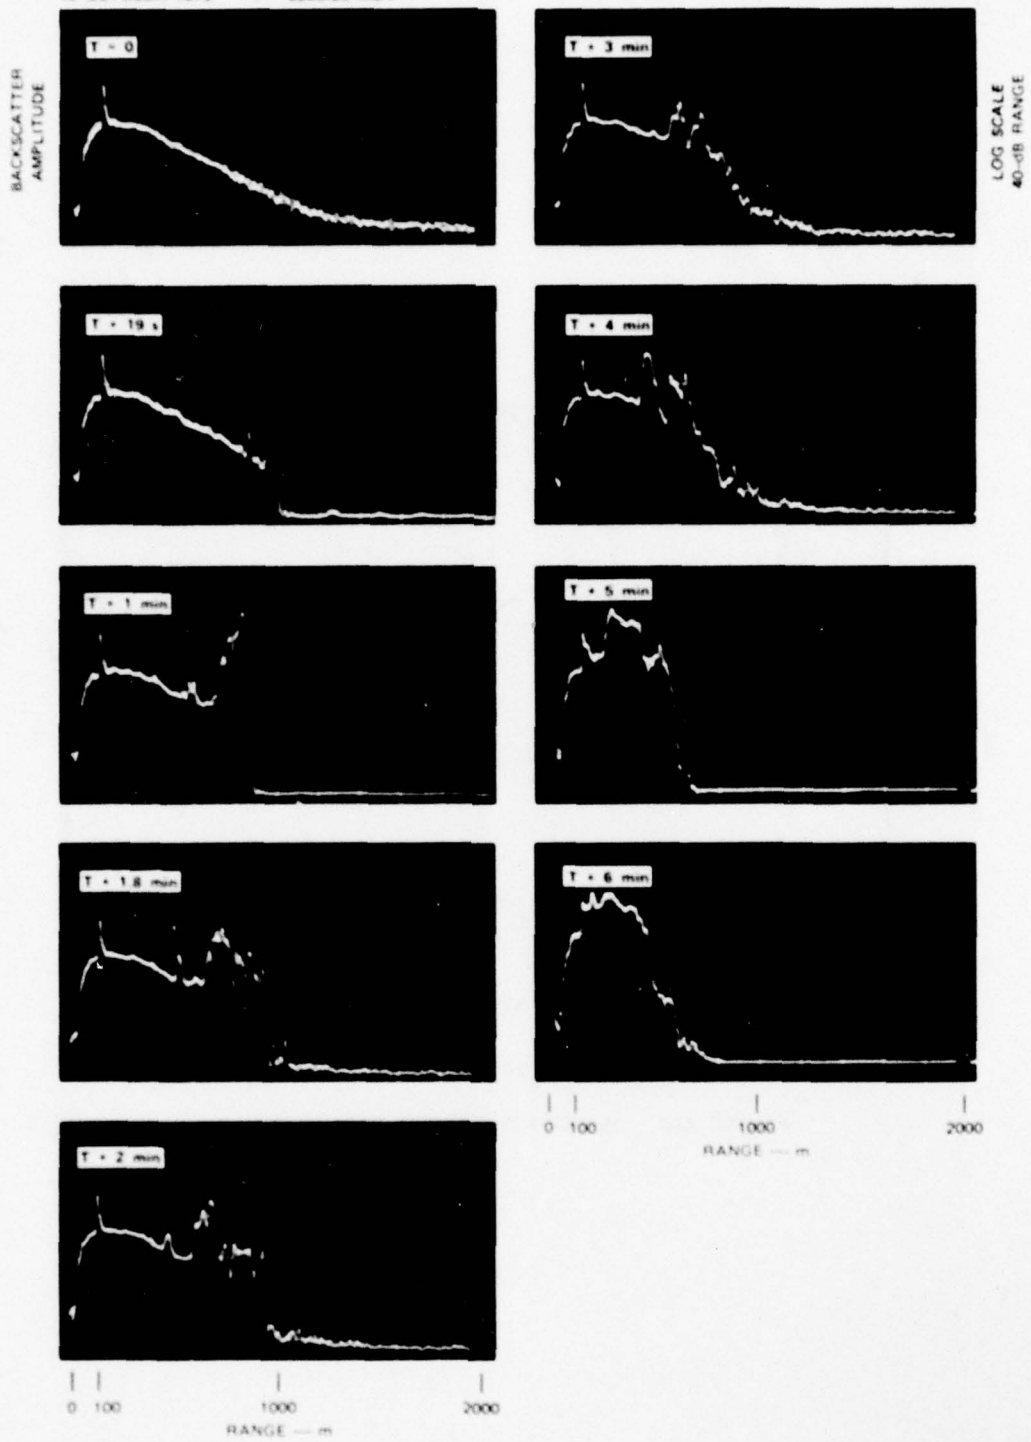 BACKSCATTER
AMPLITUDE
T - 0
T + 19 s
T + 1 min
T + 1.8 min
T + 2 min
0 100 1000 2000
RANGE — m
T + 3 min
T + 4 min
T + 5 min
T + 6 min
0 100 1000 2000
RANGE — m
LOG SCALE
40-dB RANGE